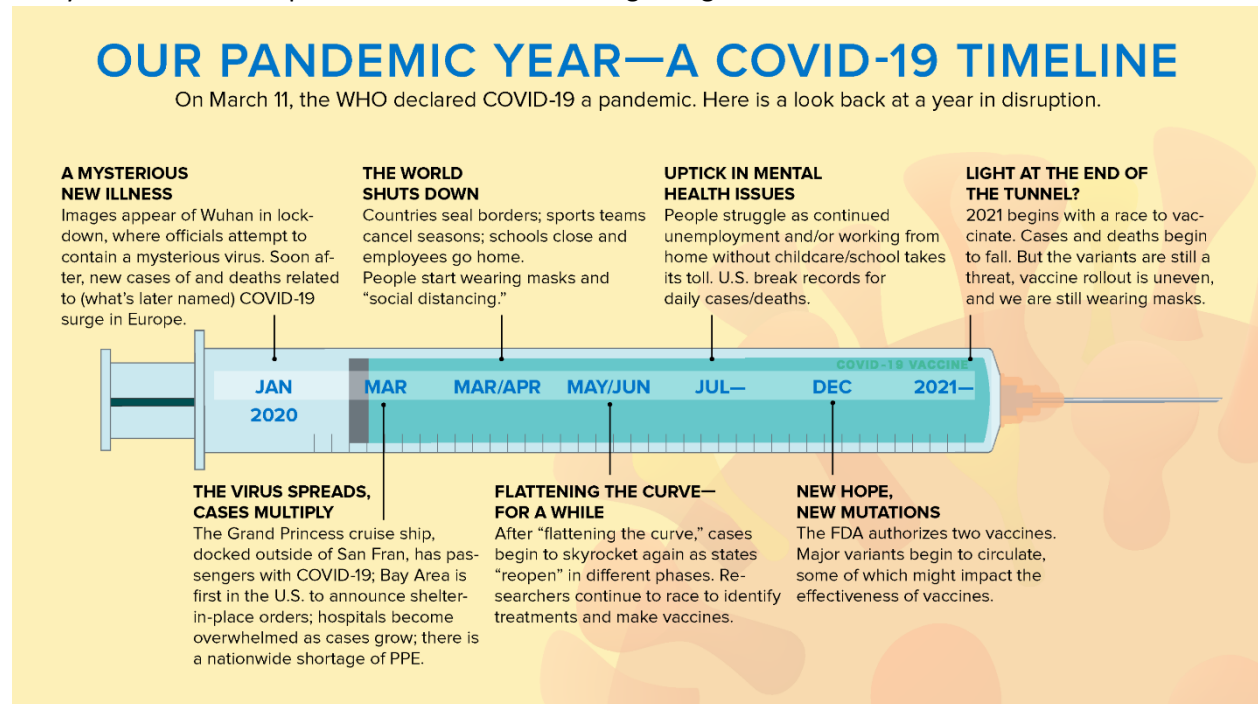 OUR PANDEMIC YEAR—A COVID-19 TIMELINE
On March 11, the WHO declared COVID-19 a pandemic. Here is a look back at a year in disruption.
A MYSTERIOUS
NEW ILLNESS
Images appear of Wuhan in lock-
down, where officials attempt to
contain a mysterious virus. Soon af-
ter, new cases of and deaths related
to (what's later named) COVID-19
surge in Europe.
THE WORLD
SHUTS DOWN
Countries seal borders; sports teams
cancel seasons; schools close and
employees go home.
People start wearing masks and
“social distancing.”
UPTICK IN MENTAL
HEALTH ISSUES
People struggle as continued
unemployment and/or working from
home without childcare/school takes
its toll. U.S. break records for
daily cases/deaths.
LIGHT AT THE END OF
THE TUNNEL?
2021 begins with a race to vac-
cinate. Cases and deaths begin
to fall. But the variants are still a
threat, vaccine rollout is uneven,
and we are still wearing masks.
COVID-19 VACCINE
JAN
2020
MAR
MAR/APR
MAY/JUN
JUL—
DEC
2021—
THE VIRUS SPREADS,
CASES MULTIPLY
The Grand Princess cruise ship,
docked outside of San Fran, has pas-
sengers with COVID-19; Bay Area is
first in the U.S. to announce shelter-
in-place orders; hospitals become
overwhelmed as cases grow; there is
a nationwide shortage of PPE.
FLATTENING THE CURVE—
FOR A WHILE
After “flattening the curve,” cases
begin to skyrocket again as states
“reopen” in different phases. Re-
searchers continue to race to identify
treatments and make vaccines.
NEW HOPE,
NEW MUTATIONS
The FDA authorizes two vaccines.
Major variants begin to circulate,
some of which might impact the
effectiveness of vaccines.